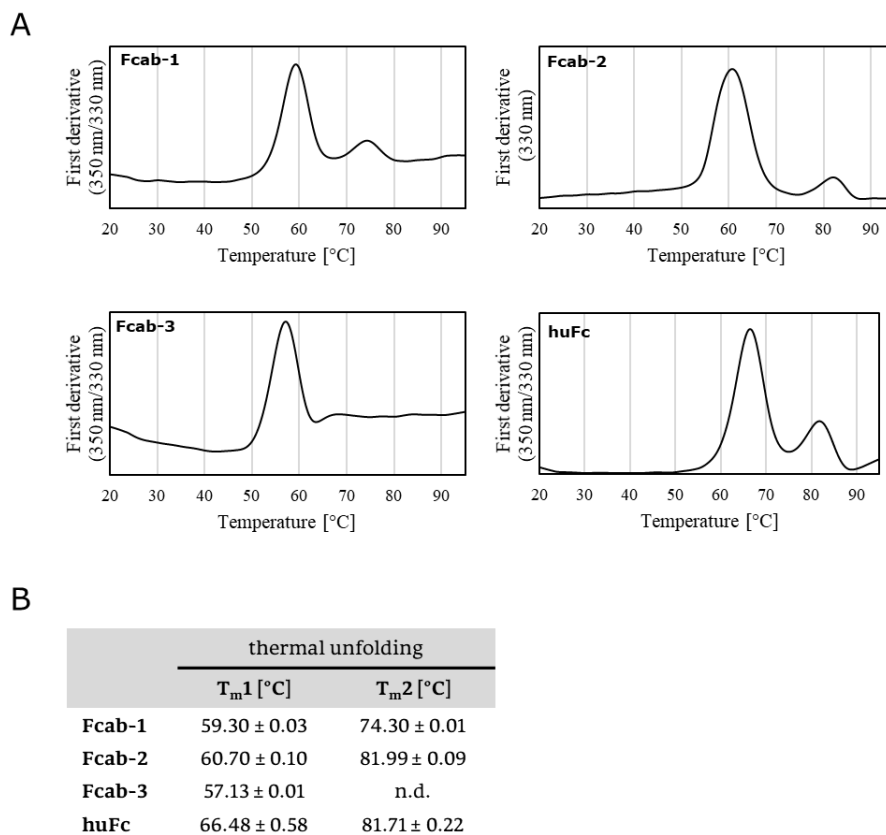 A
Fcab-1
First derivative
(350 nm/330 nm)
20 30 40 50 60 70 80 90
Temperature [°C]
Fcab-2
First derivative
(330 nm)
20 30 40 50 60 70 80 90
Temperature [°C]
Fcab-3
First derivative
(350 nm/330 nm)
20 30 40 50 60 70 80 90
Temperature [°C]
huFc
First derivative
(350 nm/330 nm)
20 30 40 50 60 70 80 90
Temperature [°C]
B
thermal unfolding
Tm1 [°C] Tm2 [°C]
Fcab-1 59.30 ± 0.03 74.30 ± 0.01
Fcab-2 60.70 ± 0.10 81.99 ± 0.09
Fcab-3 57.13 ± 0.01 n.d.
huFc 66.48 ± 0.58 81.71 ± 0.22